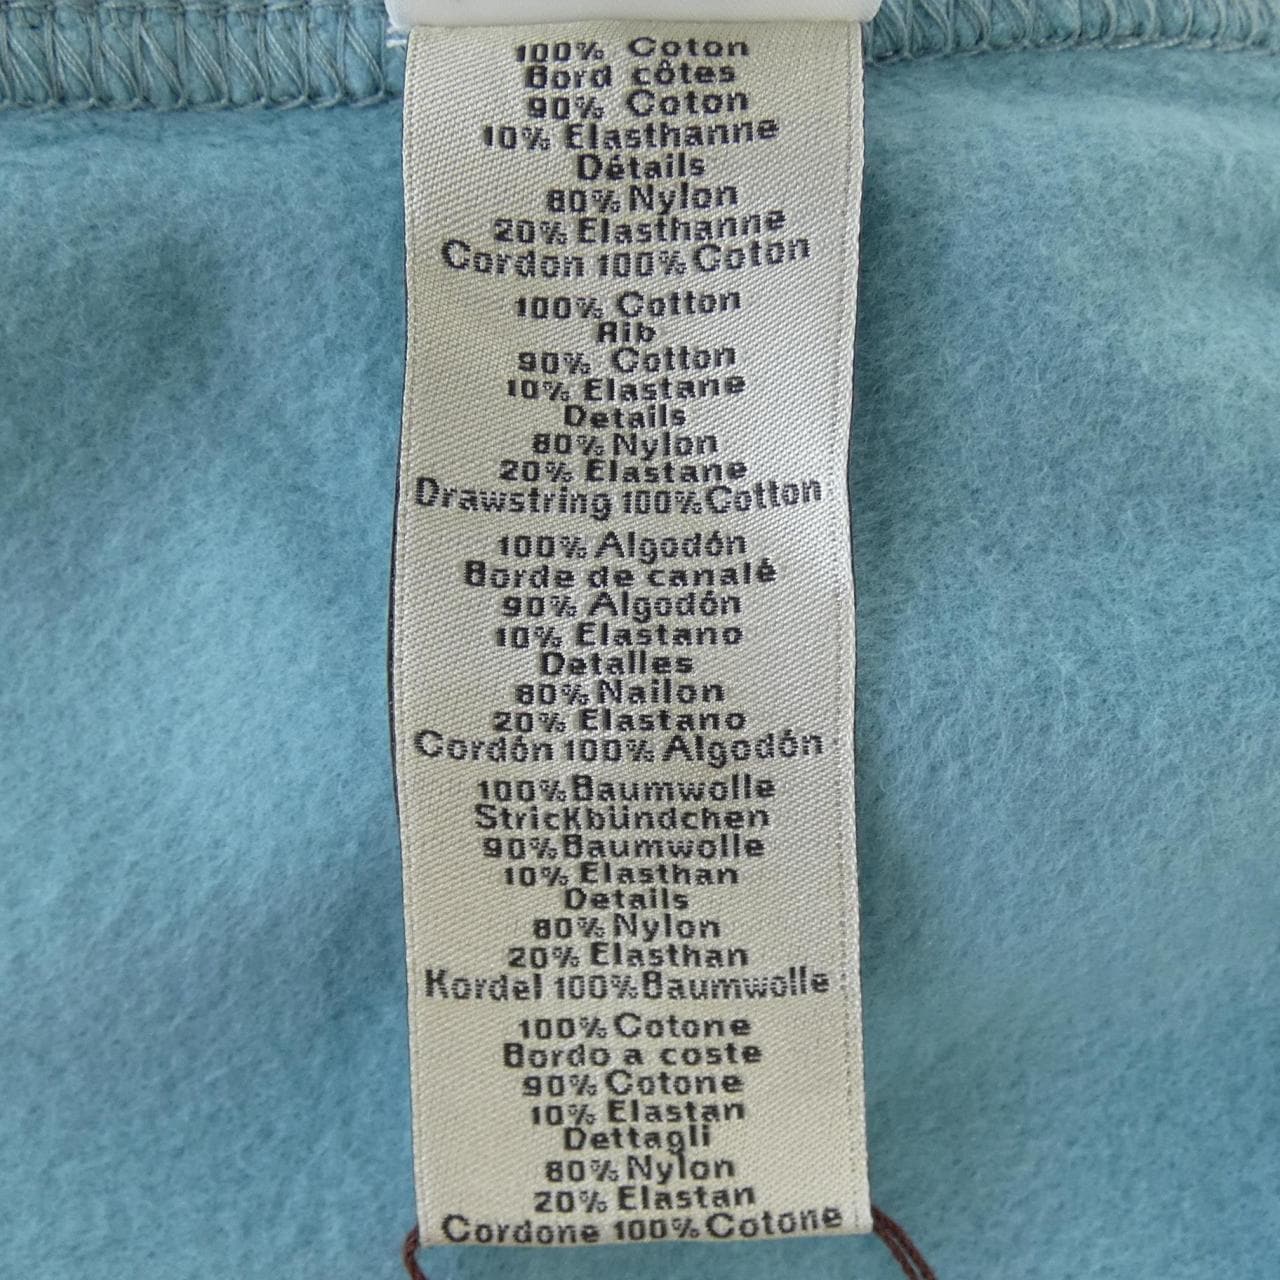 100% Coton
Bord côtes
90% Coton
10% Elasthanne
Détails
80% Nylon
20% Elasthanne
Cordon 100% Coton
100% Cotton
Rib
90% Cotton
10% Elastane
Details
80% Nylon
20% Elastane
Drawstring 100% Cotton
100% Algodón
Borde de canalé
90% Algodón
10% Elastano
Detalles
80% Nailon
20% Elastano
Cordón 100% Algodón
100% Baumwolle
Strickbündchen
90% Baumwolle
10% Elasthan
Details
80% Nylon
20% Elasthan
Kordel 100% Baumwolle
100% Cotone
Bordo a coste
90% Cotone
10% Elastan
Dettagli
80% Nylon
20% Elastan
Cordone 100% Cotone